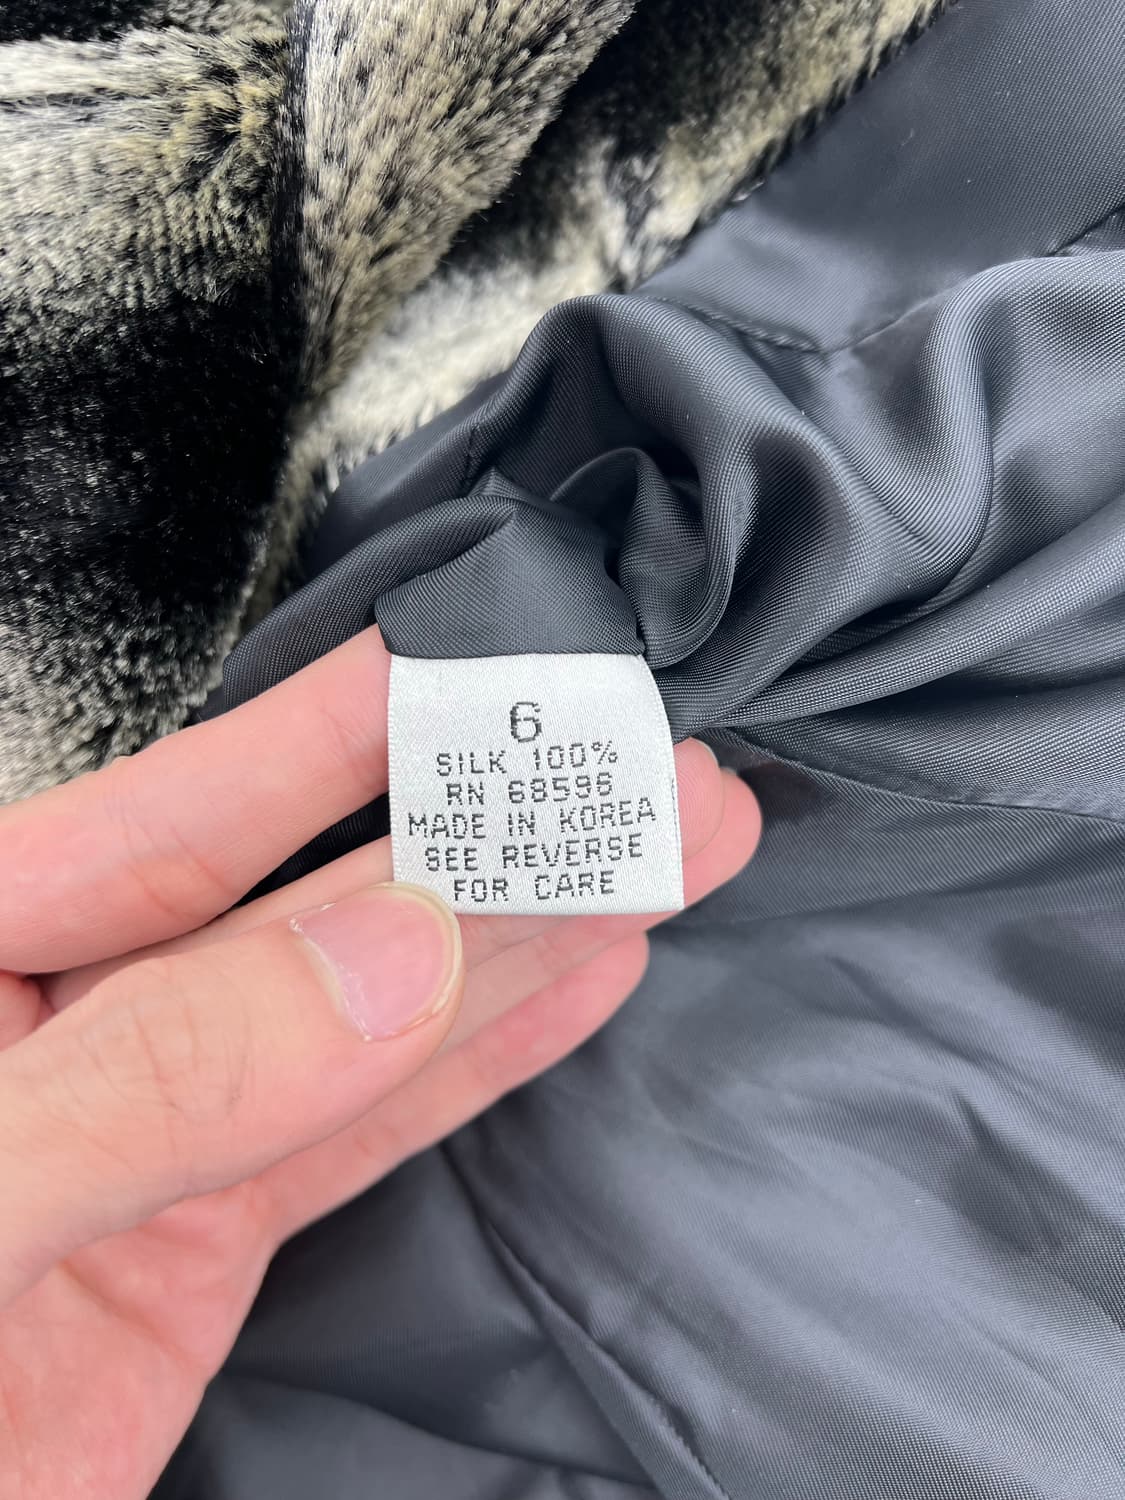 6
SILK 100%
RN 68596
MADE IN KOREA
SEE REVERSE
FOR CARE